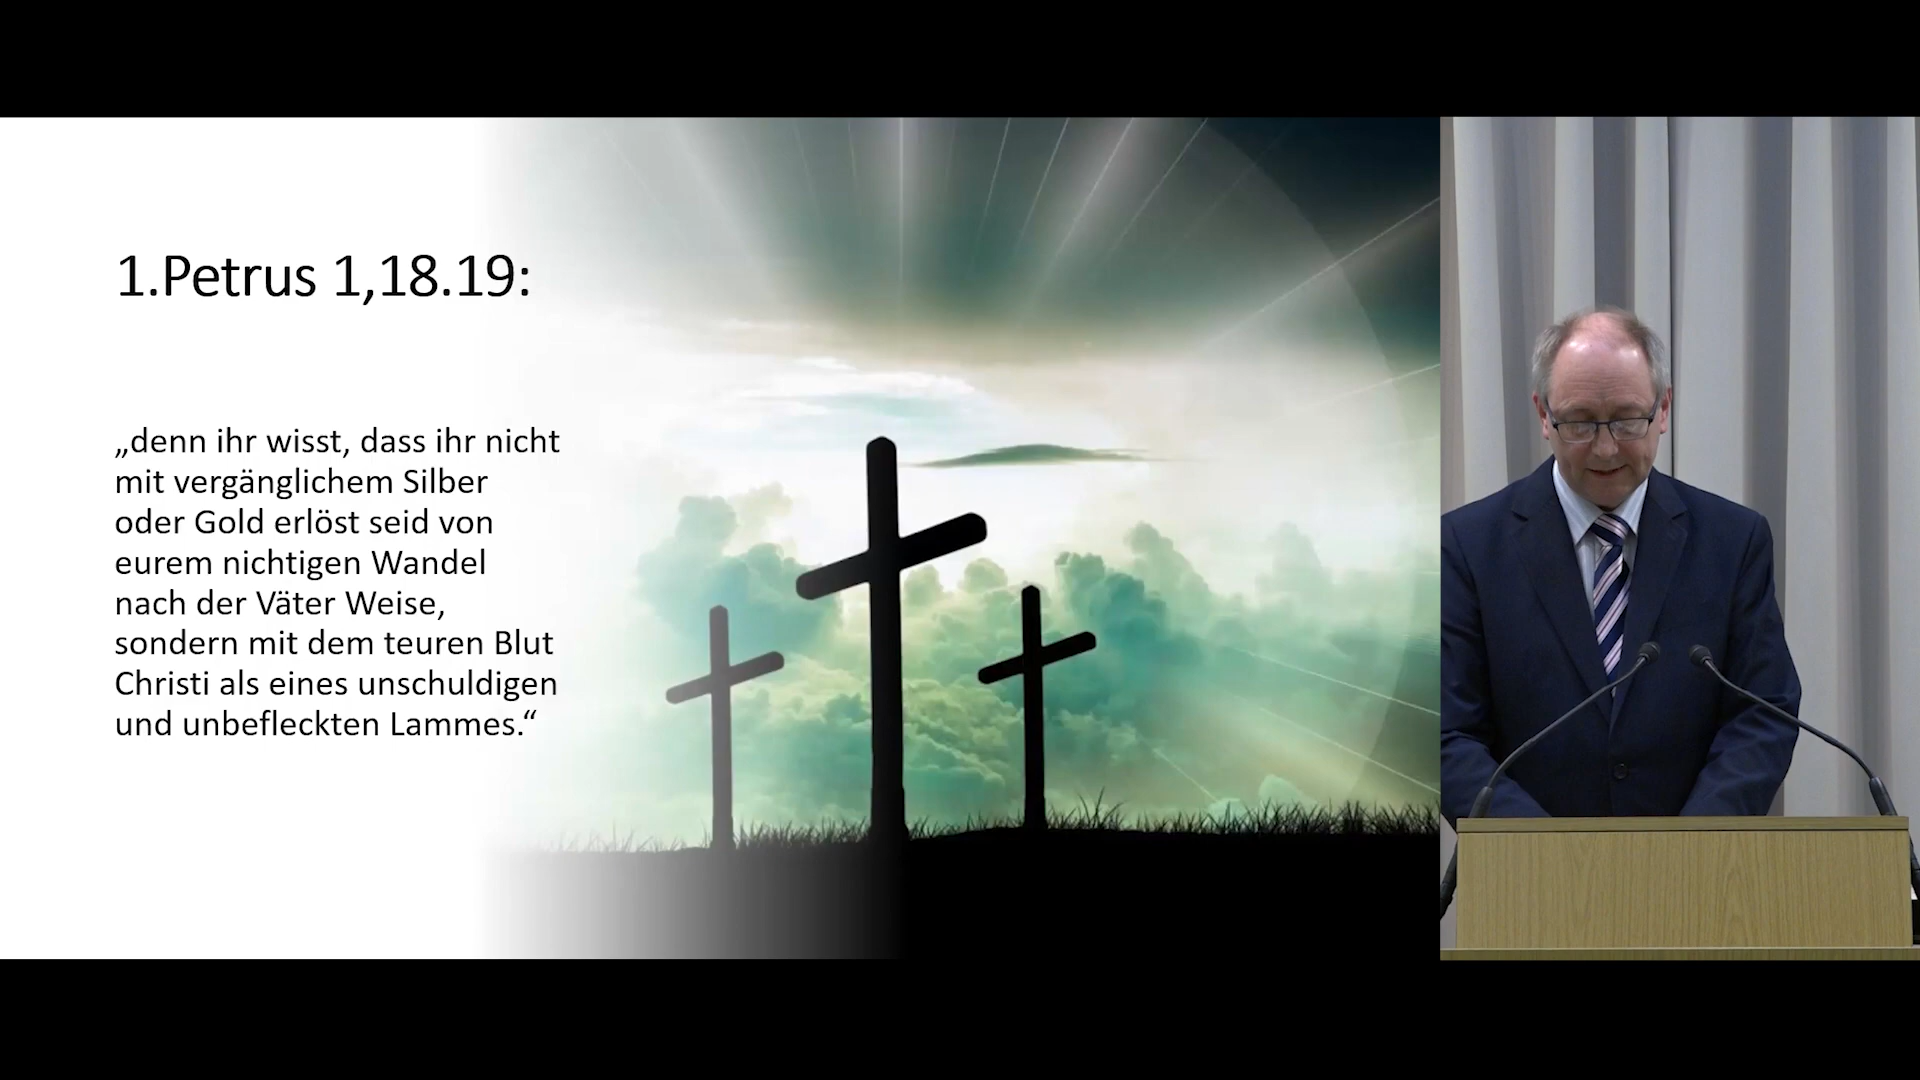 1.Petrus 1,18.19:
„denn ihr wisst, dass ihr nicht
mit vergänglichem Silber
oder Gold erlöst seid von
eurem nichtigen Wandel
nach der Väter Weise,
sondern mit dem teuren Blut
Christi als eines unschuldigen
und unbefleckten Lammes.“